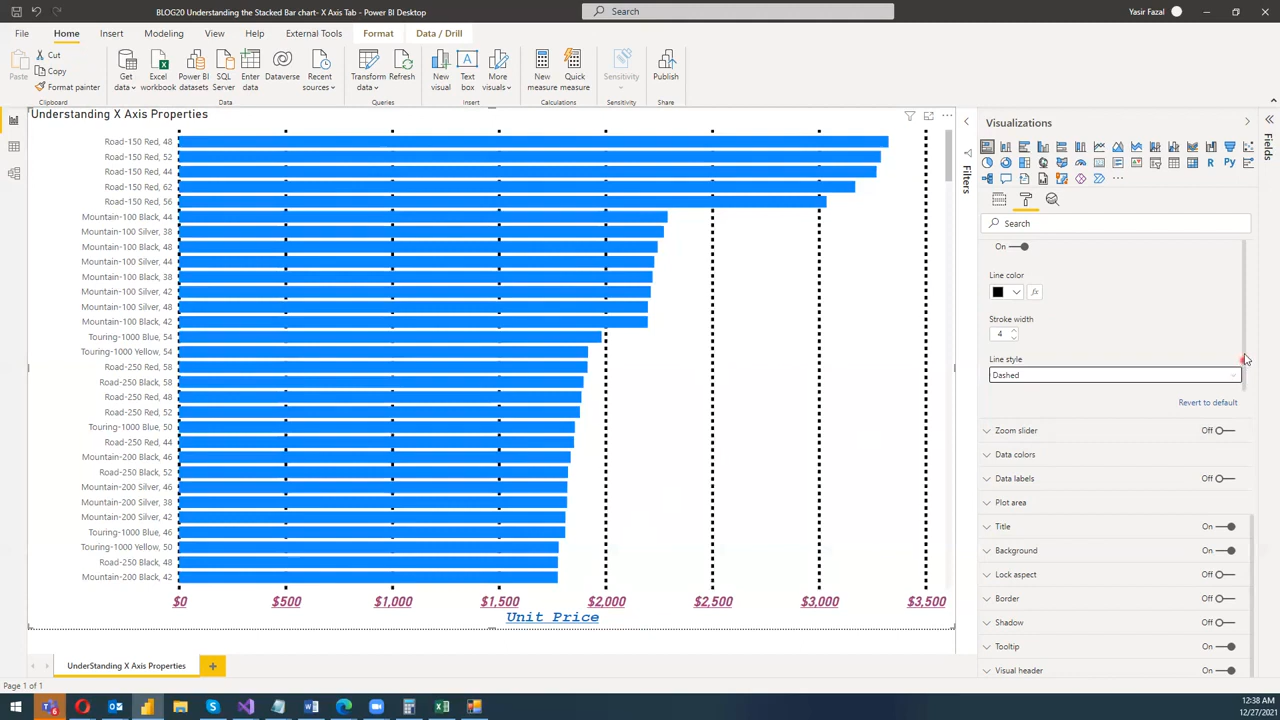 BLOG20 Understanding the Stacked Bar chart- X Axis Tab - Power BI Desktop
Search
Yasir Fazal
File Home Insert Modeling View Help External Tools Format Data / Drill
Paste
Cut
Copy
Format painter
Clipboard
Get data
Excel workbook
Power BI datasets
SQL Server
Enter data
Dataverse
Recent sources
Data
Transform data
Refresh
Queries
New visual
Text box
More visuals
Insert
New measure
Quick measure
Calculations
Sensitivity
Sensitivity
Publish
Share
Understanding X Axis Properties
Road-150 Red, 48
Road-150 Red, 52
Road-150 Red, 44
Road-150 Red, 62
Road-150 Red, 56
Mountain-100 Black, 44
Mountain-100 Silver, 38
Mountain-100 Black, 48
Mountain-100 Silver, 44
Mountain-100 Black, 38
Mountain-100 Silver, 42
Mountain-100 Silver, 48
Mountain-100 Black, 42
Touring-1000 Blue, 54
Touring-1000 Yellow, 54
Road-250 Red, 58
Road-250 Black, 58
Road-250 Red, 48
Road-250 Red, 52
Touring-1000 Blue, 50
Road-250 Red, 44
Mountain-200 Black, 46
Road-250 Black, 52
Mountain-200 Silver, 46
Mountain-200 Silver, 38
Mountain-200 Silver, 42
Touring-1000 Blue, 46
Touring-1000 Yellow, 50
Road-250 Black, 48
Mountain-200 Black, 42
$0 $500 $1,000 $1,500 $2,000 $2,500 $3,000 $3,500
Unit Price
Filters
Visualizations
Fields
R Py
Search
On
Line color
fx
Stroke width
4
Line style
Dashed
Revert to default
Zoom slider Off
Data colors
Data labels Off
Plot area
Title On
Background On
Lock aspect Off
Border Off
Shadow Off
Tooltip On
Visual header On
UnderStanding X Axis Properties
Page 1 of 1
12:38 AM
12/27/2021